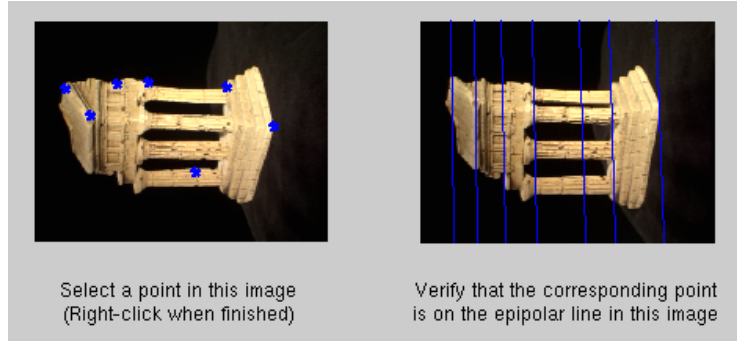 Select a point in this image
(Right-click when finished)
Verify that the corresponding point
is on the epipolar line in this image